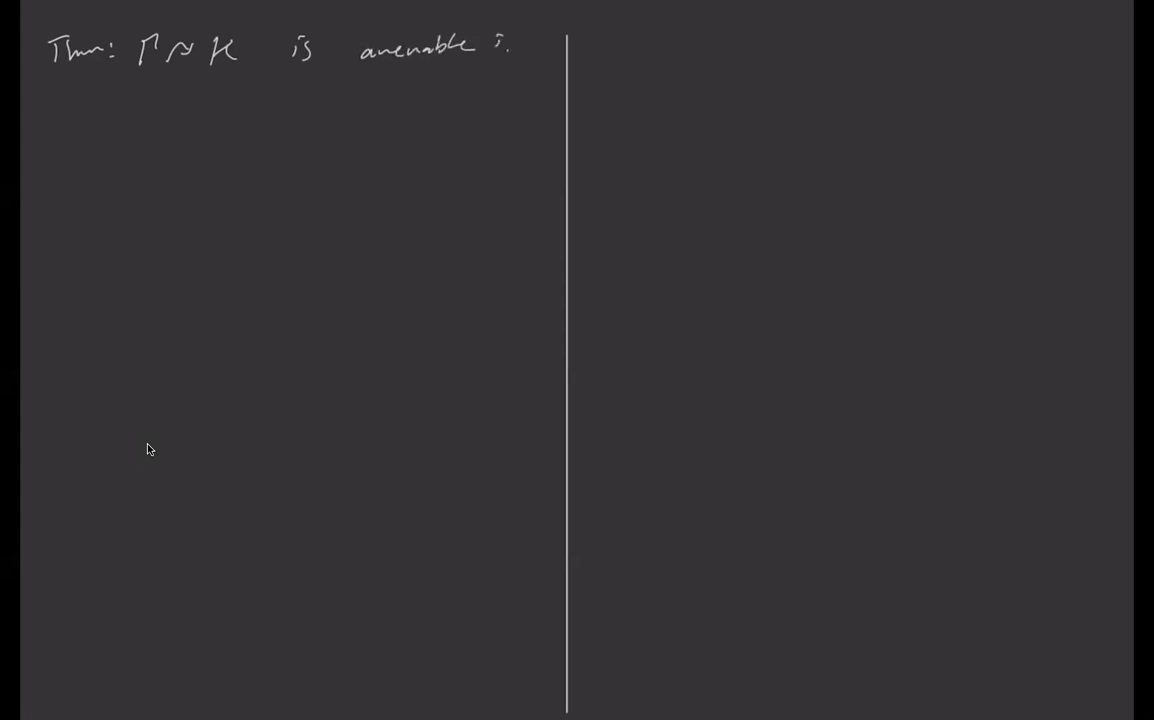 Thm: Γ ↷ K is amenable i